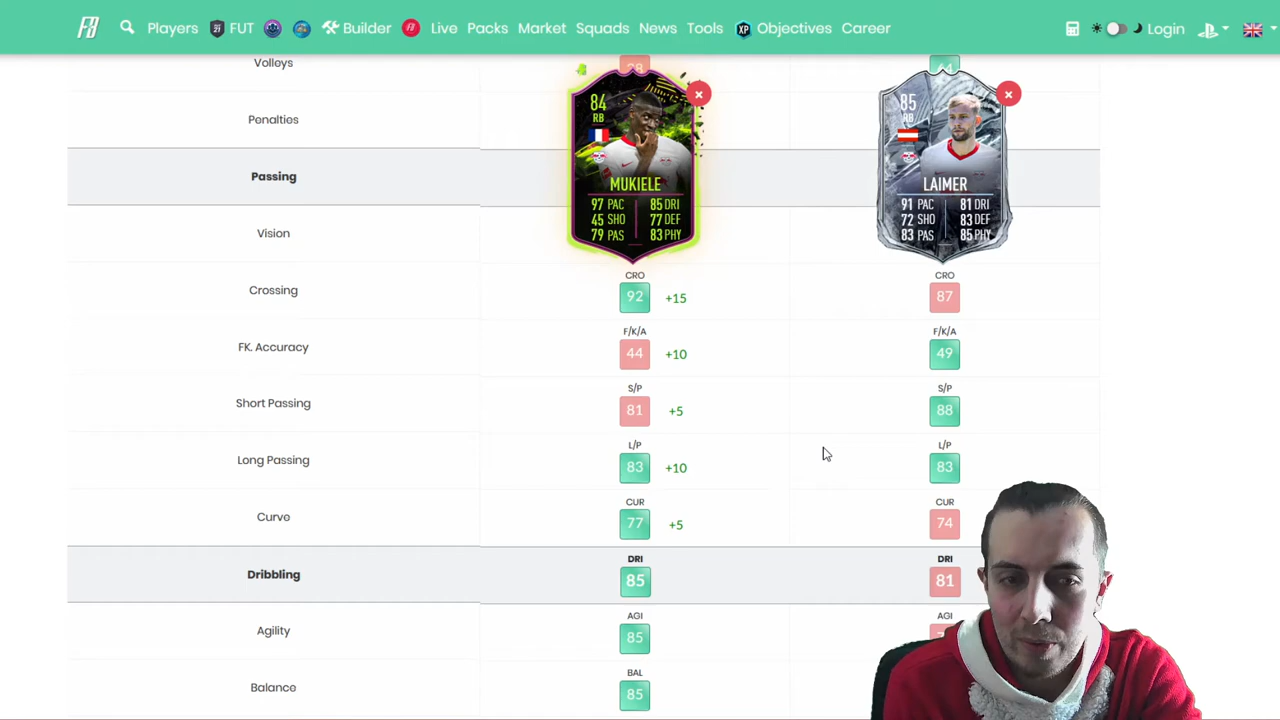 FB Players FUT Builder Live Packs Market Squads News Tools XP Objectives Career Login
Volleys
Penalties
84
RB
MUKIELE
97 PAC 85 DRI
45 SHO 77 DEF
79 PAS 83 PHY
85
RB
LAIMER
91 PAC 81 DRI
72 SHO 83 DEF
83 PAS 85 PHY
Passing
Vision
CRO CRO
Crossing 92 +15 87
F/K/A F/K/A
FK. Accuracy 44 +10 49
S/P S/P
Short Passing 81 +5 88
L/P L/P
Long Passing 83 +10 83
CUR CUR
Curve 77 +5 74
DRI DRI
Dribbling 85 81
AGI AGI
Agility 85
BAL
Balance 85